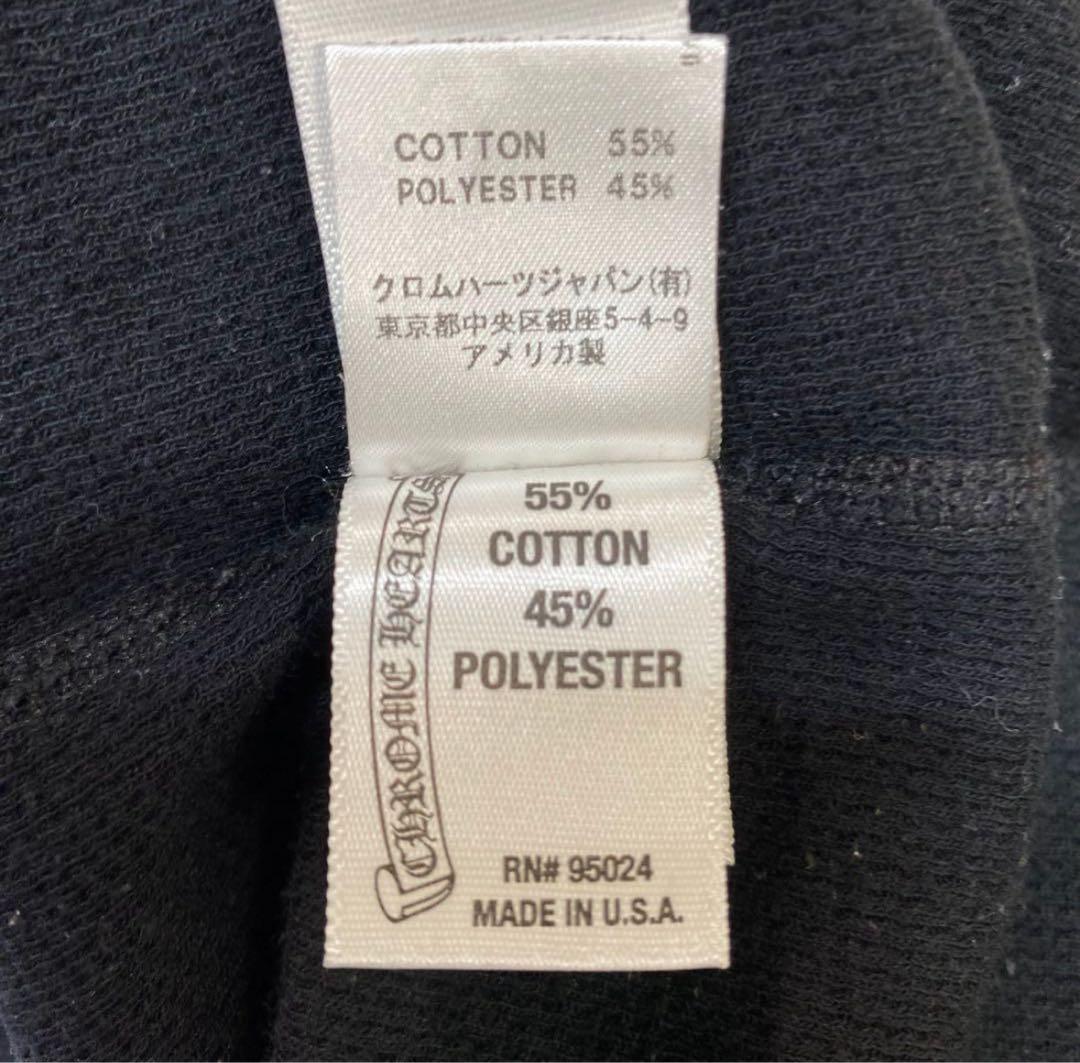 COTTON 55%
POLYESTER 45%
クロムハーツジャパン(有)
東京都中央区銀座5-4-9
アメリカ製
55%
COTTON
45%
POLYESTER
CHROME HEARTS
RN# 95024
MADE IN U.S.A.